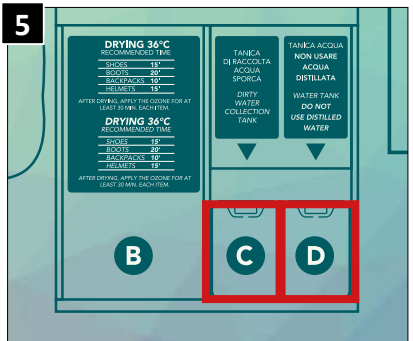 5
DRYING 36°C
RECOMMENDED TIME
SHOES 15'
BOOTS 20'
BACKPACKS 10'
HELMETS 15'
AFTER DRYING, APPLY THE OZONE FOR AT
LEAST 30 MIN. EACH ITEM.
DRYING 36°C
RECOMMENDED TIME
SHOES 15'
BOOTS 20'
BACKPACKS 10'
HELMETS 15'
AFTER DRYING, APPLY THE OZONE FOR AT
LEAST 30 MIN. EACH ITEM.
TANICA
DI RACCOLTA
ACQUA
SPORCA
DIRTY
WATER
COLLECTION
TANK
TANICA ACQUA
NON USARE
ACQUA
DISTILLATA
WATER TANK
DO NOT
USE DISTILLED
WATER
B
C
D